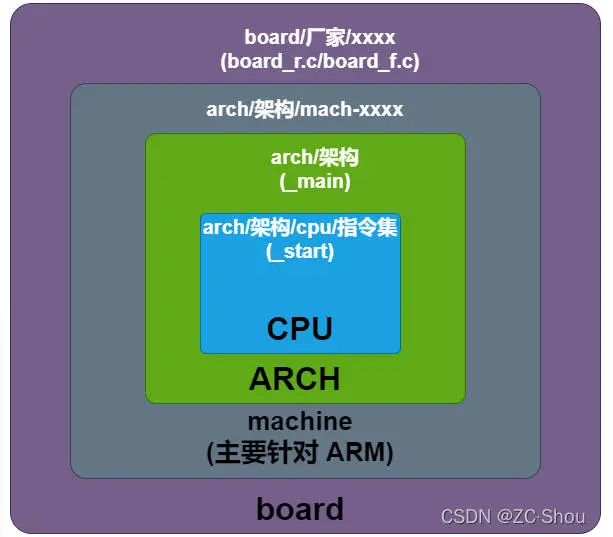 board/厂家/xxxx
(board_r.c/board_f.c)
arch/架构/mach-xxxx
arch/架构
(_main)
arch/架构/cpu/指令集
(_start)
CPU
ARCH
machine
(主要针对 ARM)
board
CSDN @ZC·Shou